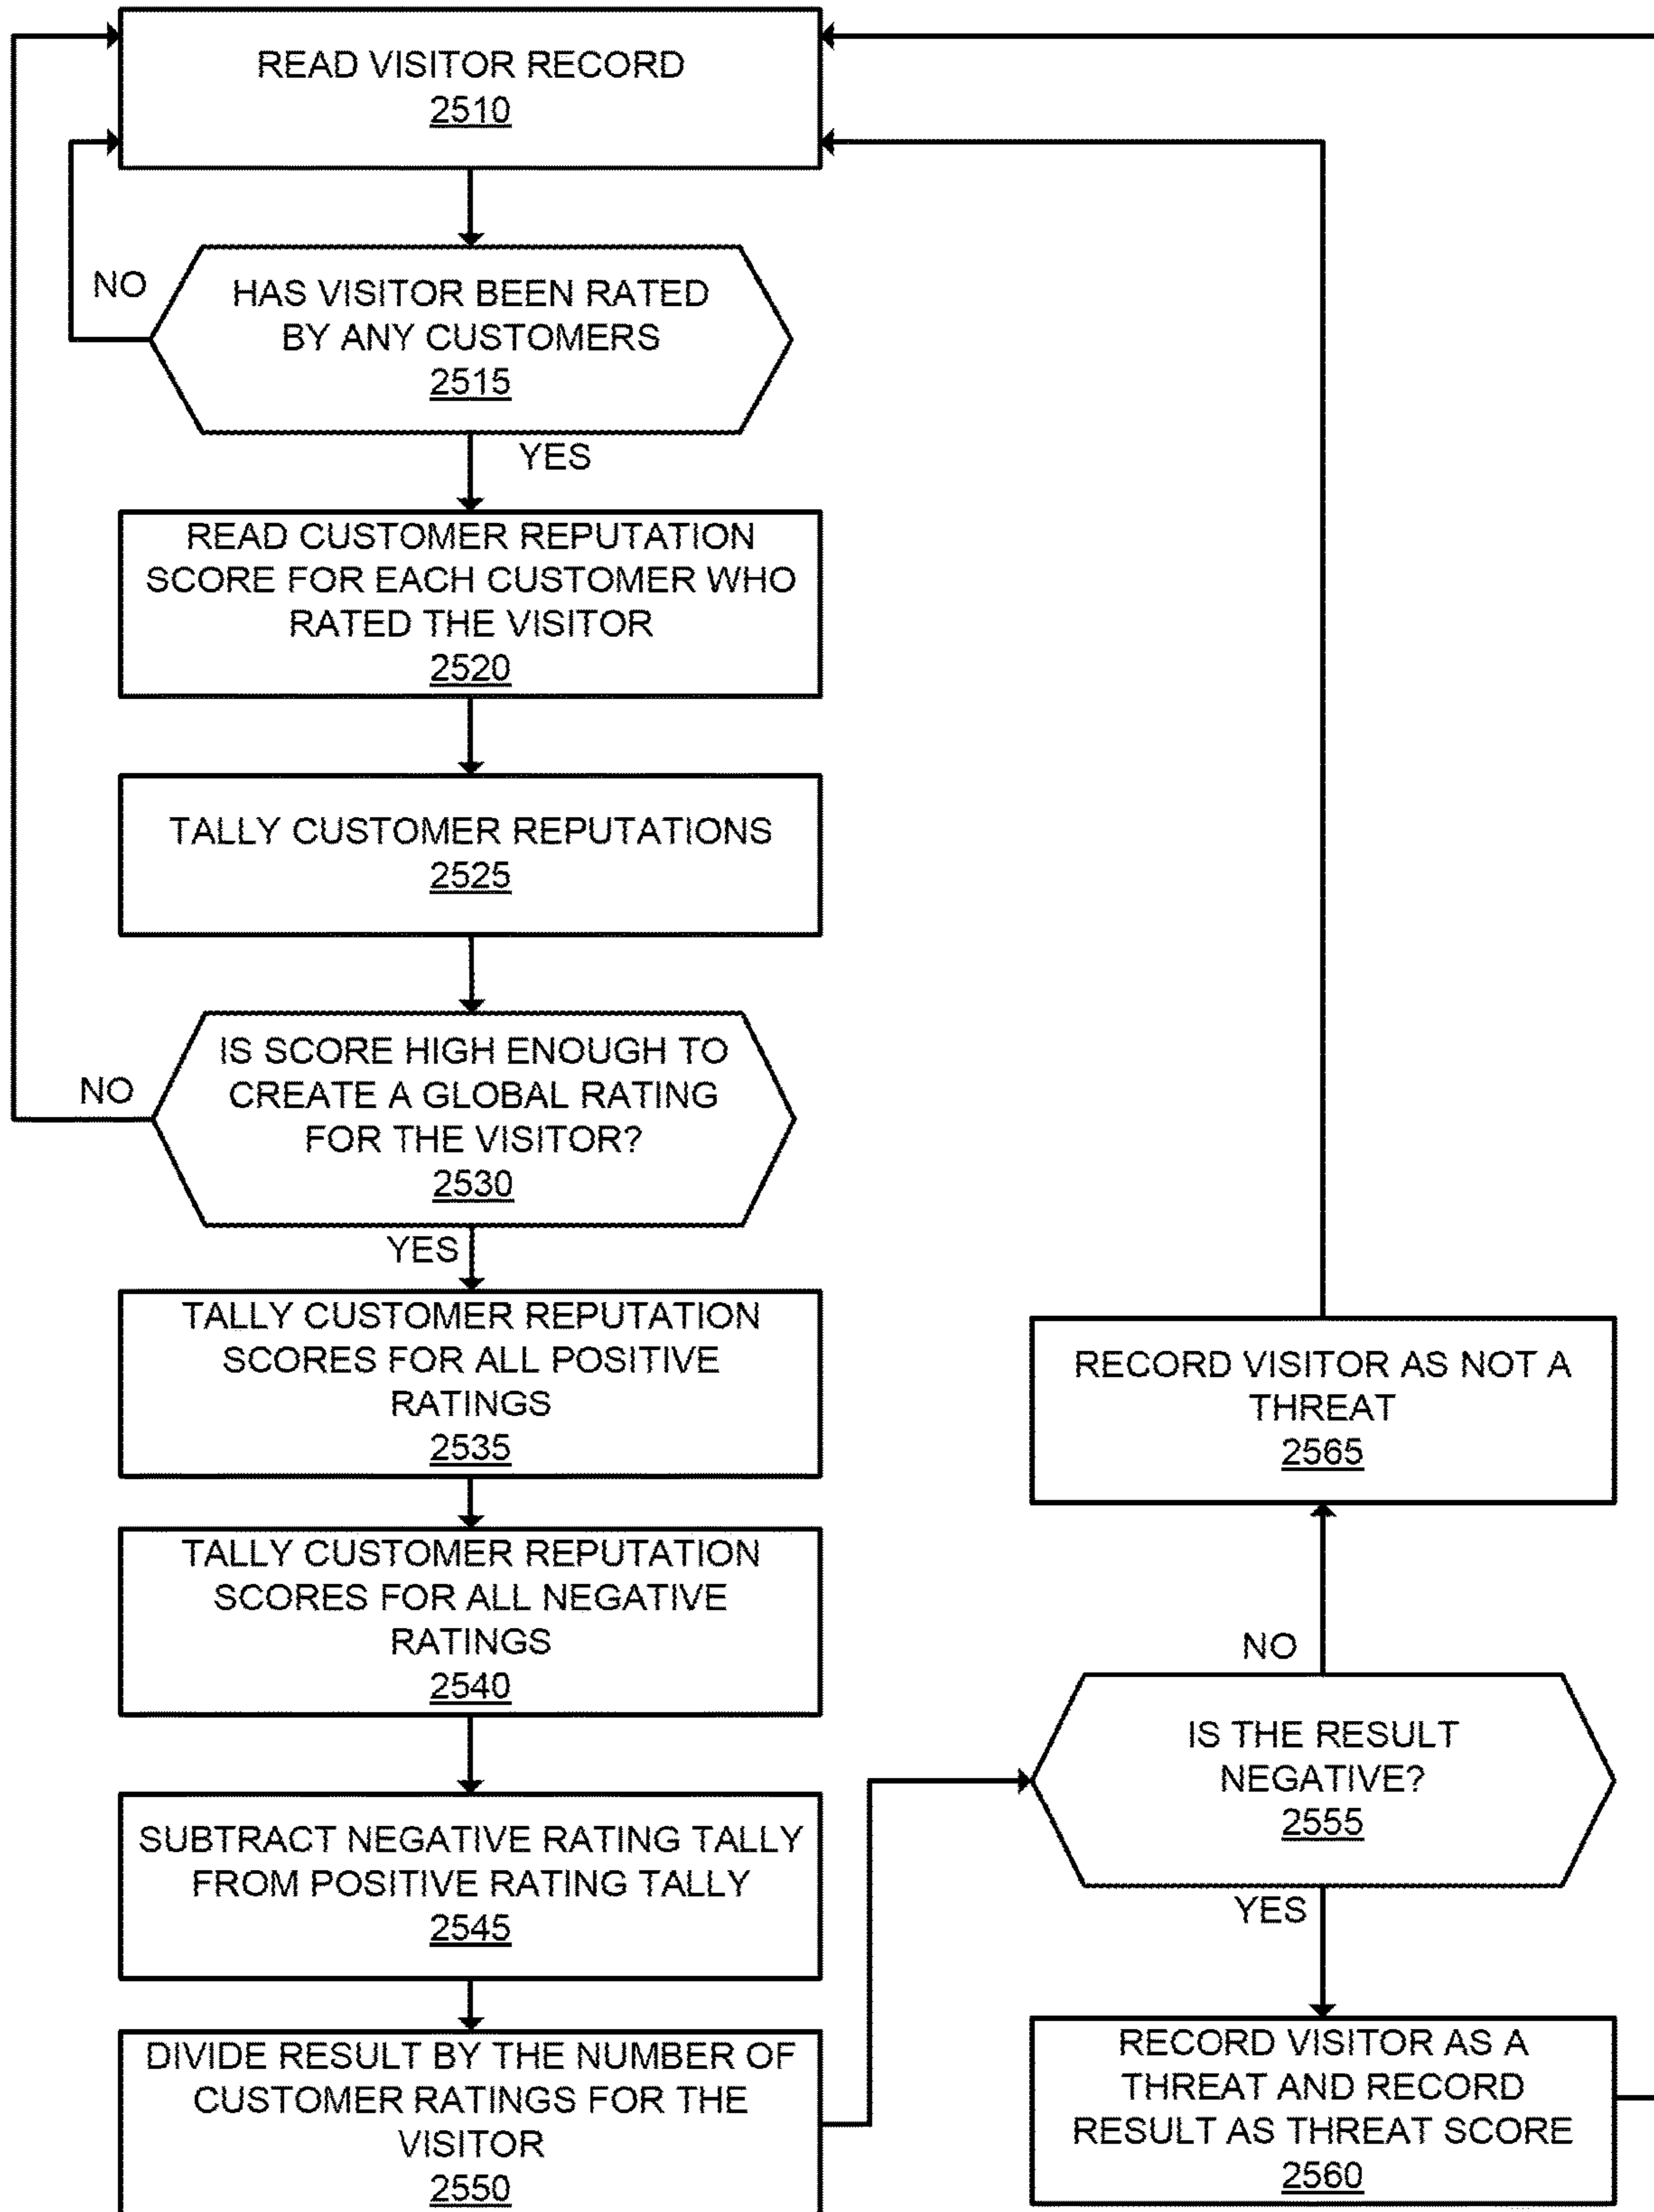 READ VISITOR RECORD
2510
NO
HAS VISITOR BEEN RATED
BY ANY CUSTOMERS
2515
YES
READ CUSTOMER REPUTATION
SCORE FOR EACH CUSTOMER WHO
RATED THE VISITOR
2520
TALLY CUSTOMER REPUTATIONS
2525
IS SCORE HIGH ENOUGH TO
CREATE A GLOBAL RATING
FOR THE VISITOR?
2530
NO
YES
TALLY CUSTOMER REPUTATION
SCORES FOR ALL POSITIVE
RATINGS
2535
TALLY CUSTOMER REPUTATION
SCORES FOR ALL NEGATIVE
RATINGS
2540
SUBTRACT NEGATIVE RATING TALLY
FROM POSITIVE RATING TALLY
2545
DIVIDE RESULT BY THE NUMBER OF
CUSTOMER RATINGS FOR THE
VISITOR
2550
RECORD VISITOR AS NOT A
THREAT
2565
NO
IS THE RESULT
NEGATIVE?
2555
YES
RECORD VISITOR AS A
THREAT AND RECORD
RESULT AS THREAT SCORE
2560